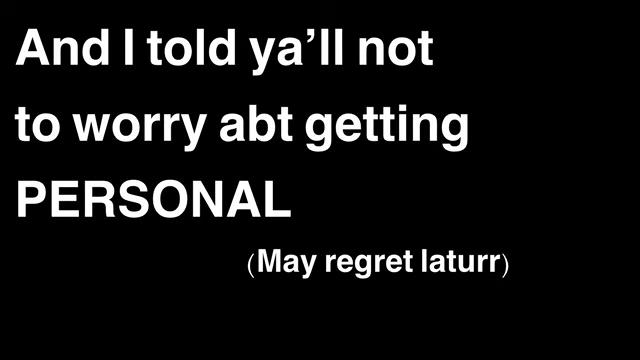 And I told ya’ll not
to worry abt getting
PERSONAL
(May regret laturr)